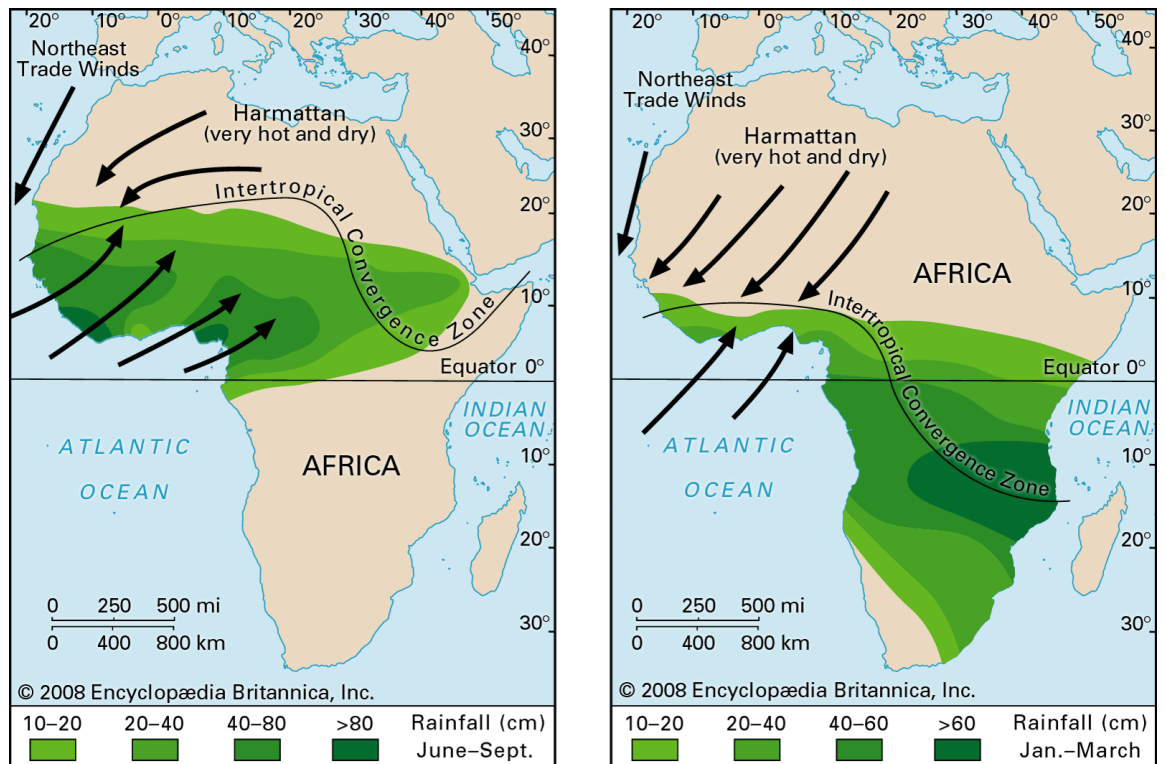 20° 10° 0° 10° 20° 30° 40° 50°
Northeast
Trade Winds
40°
Harmattan
(very hot and dry)
30°
Intertropical Convergence Zone
20°
10°
Equator 0°
INDIAN
OCEAN
ATLANTIC
OCEAN
AFRICA
10°
20°
0 250 500 mi
0 400 800 km
30°
© 2008 Encyclopædia Britannica, Inc.
10–20 20–40 40–80 >80 Rainfall (cm)
June–Sept.
20° 10° 0° 10° 20° 30° 40° 50°
Northeast
Trade Winds
40°
Harmattan
(very hot and dry)
30°
20°
AFRICA
10°
Intertropical Convergence Zone
Equator 0°
INDIAN
OCEAN
ATLANTIC
OCEAN
10°
20°
0 250 500 mi
0 400 800 km
30°
© 2008 Encyclopædia Britannica, Inc.
10–20 20–40 40–60 >60 Rainfall (cm)
Jan.–March